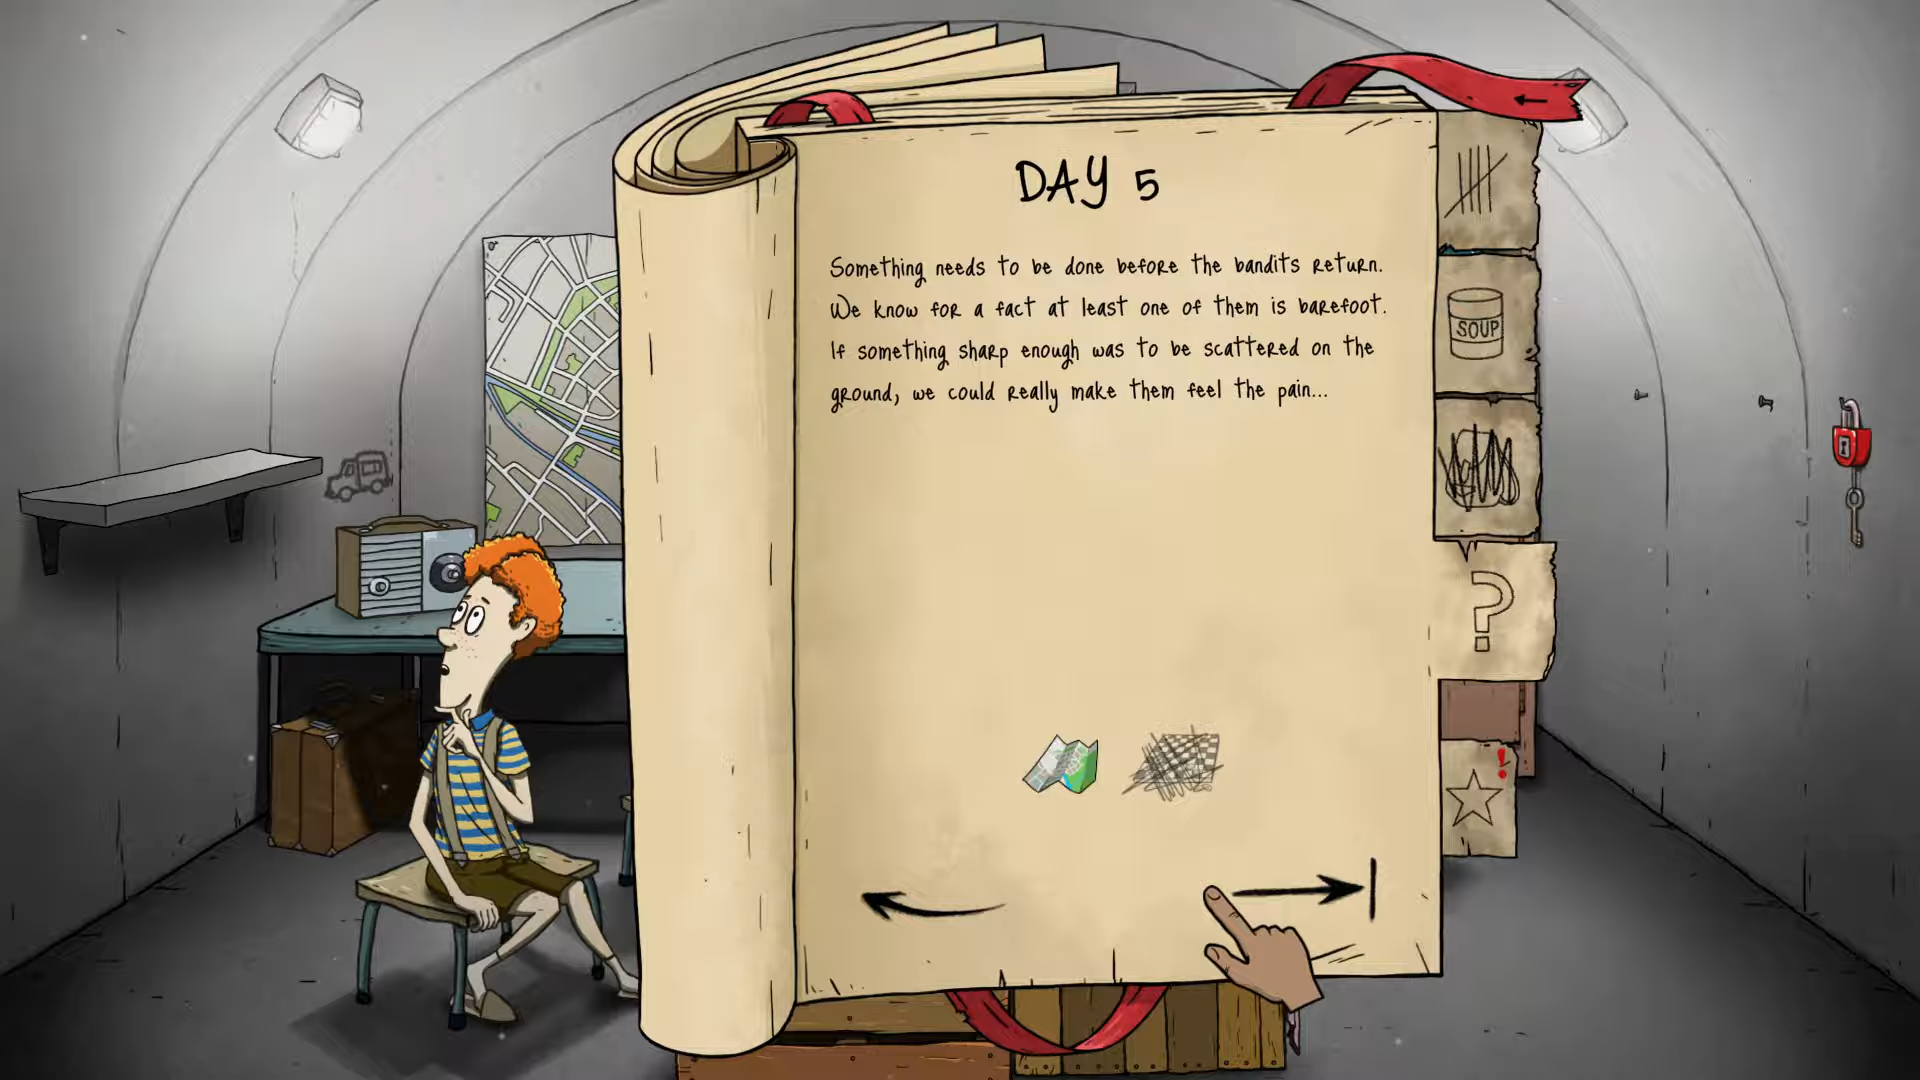 DAY 5
Something needs to be done before the bandits return.
We know for a fact at least one of them is barefoot.
If something sharp enough was to be scattered on the
ground, we could really make them feel the pain...
SOUP
?
!